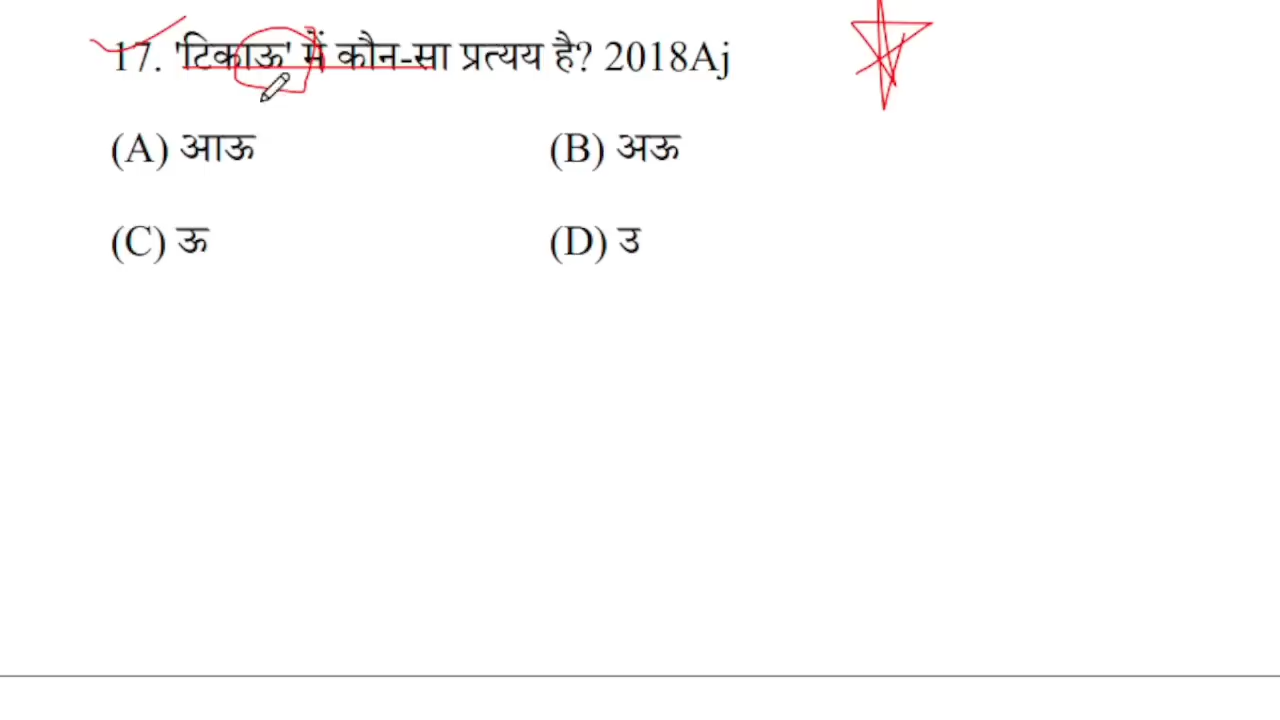 17. 'टिकाऊ' में कौन-सा प्रत्यय है? 2018Aj
(A) आऊ (B) अऊ
(C) ऊ (D) उ